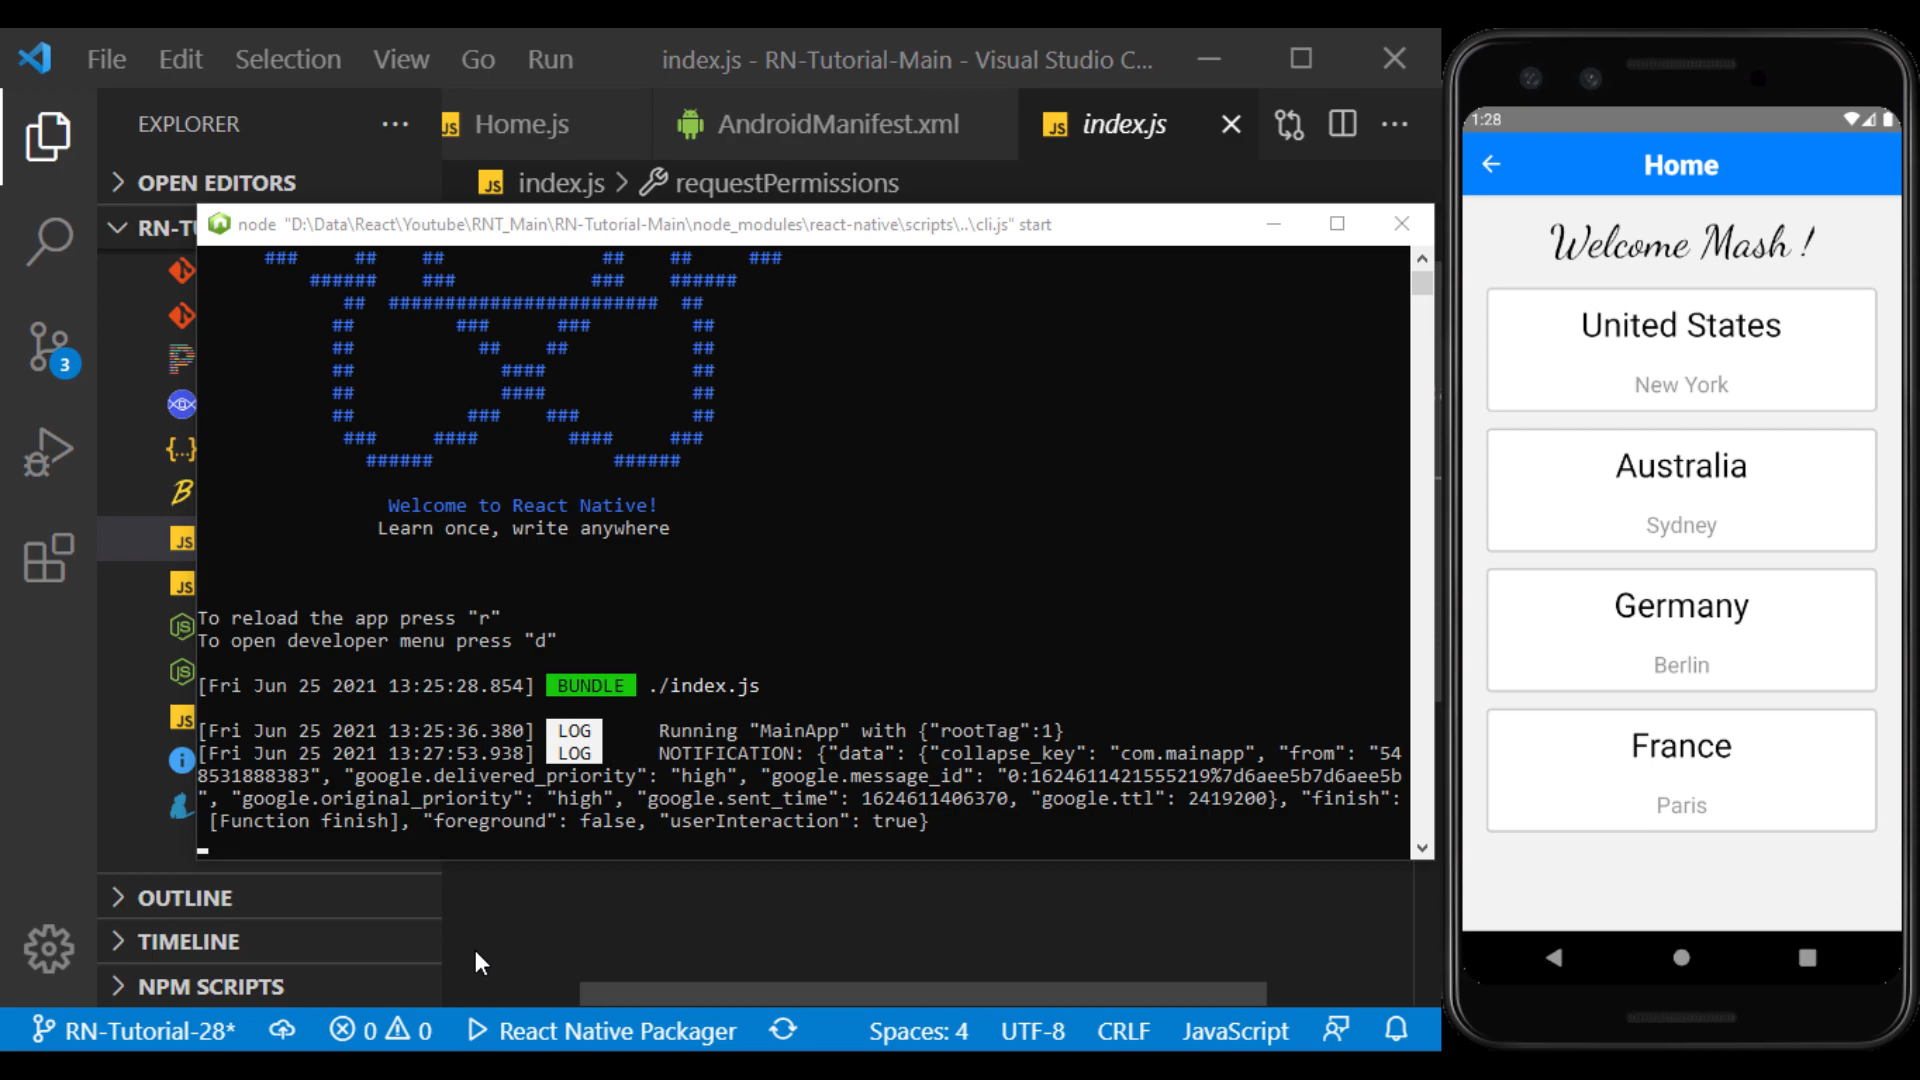 File Edit Selection View Go Run index.js - RN-Tutorial-Main - Visual Studio C...
EXPLORER
Home.js AndroidManifest.xml index.js
OPEN EDITORS
index.js > requestPermissions
RN-T
node "D:\Data\React\Youtube\RNT_Main\RN-Tutorial-Main\node_modules\react-native\scripts\..\cli.js" start
### ## ## ## ## ###
###### ### ### ######
## ######################## ##
## ### ### ##
## ## ## ##
## #### ##
## #### ##
## ### ### ##
### #### #### ###
###### ######
Welcome to React Native!
Learn once, write anywhere
To reload the app press "r"
To open developer menu press "d"
[Fri Jun 25 2021 13:25:28.854] BUNDLE ./index.js
[Fri Jun 25 2021 13:25:36.380] LOG Running "MainApp" with {"rootTag":1}
[Fri Jun 25 2021 13:27:53.938] LOG NOTIFICATION: {"data": {"collapse_key": "com.mainapp", "from": "54
8531888383", "google.delivered_priority": "high", "google.message_id": "0:1624611421555219%7d6aee5b7d6aee5b
", "google.original_priority": "high", "google.sent_time": 1624611406370, "google.ttl": 2419200}, "finish":
[Function finish], "foreground": false, "userInteraction": true}
3
JS
JS
JS
OUTLINE
TIMELINE
NPM SCRIPTS
RN-Tutorial-28* 0 0 React Native Packager Spaces: 4 UTF-8 CRLF JavaScript
1:28
Home
Welcome Mash !
United States
New York
Australia
Sydney
Germany
Berlin
France
Paris